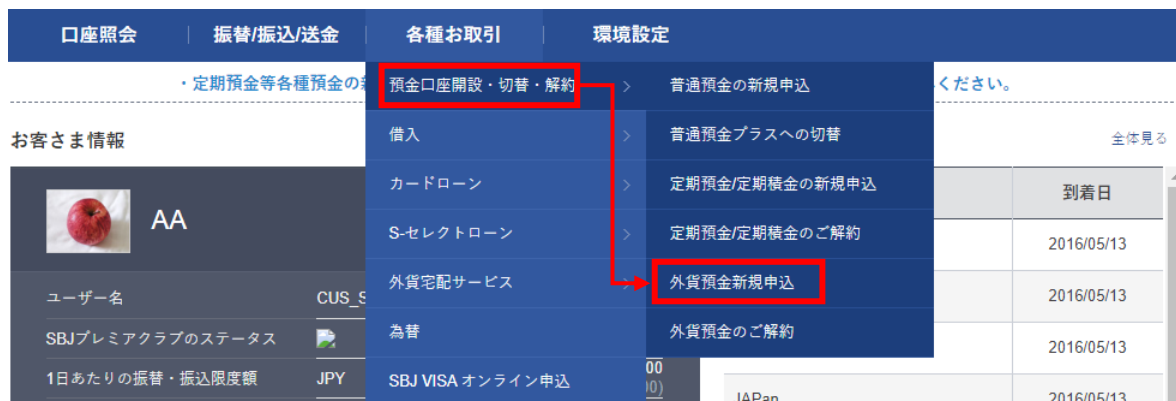 口座照会 振替/振込/送金 各種お取引 環境設定
・定期預金等各種預金の ください。
預金口座開設・切替・解約 > 普通預金の新規申込
お客さま情報
借入 > 普通預金プラスへの切替
全体見る
カードローン > 定期預金/定期積金の新規申込
到着日
AA
S-セレクトローン > 定期預金/定期積金のご解約
2016/05/13
外貨宅配サービス > 外貨預金新規申込
ユーザー名 CUS_S
2016/05/13
為替 外貨預金のご解約
SBJプレミアクラブのステータス
2016/05/13
1日あたりの振替・振込限度額 JPY
SBJ VISA オンライン申込
00
00)
JAPan 2016/05/13